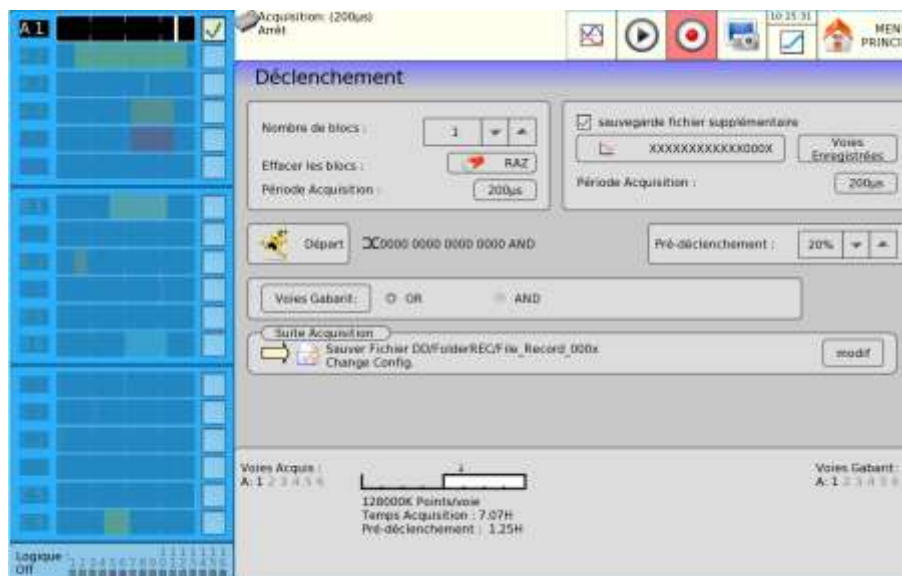 A1
Acquisition: (200µs)
Arrêt
10 25 31
MEN
PRINCI
Déclenchement
Nombre de blocs :
1
Effacer les blocs :
RAZ
Période Acquisition :
200µs
sauvegarde fichier supplémentaire
XXXXXXXXXXXX000X
Voies
Enregistrées
Période Acquisition :
200µs
Départ
0000 0000 0000 0000 AND
Pré-déclenchement :
20%
Voies Gabarit:
OR
AND
Suite Acquisition
Sauver Fichier DD/FolderREC/File_Record_000x
Change Config.
modif
Voies Acquis :
A: 1 2 3 4 5 6
128000K Points/voie
Temps Acquisition : 7.07H
Pré-déclenchement : 1.25H
Voies Gabarit:
A: 1 2 3 4 5 6
Logique :
Off